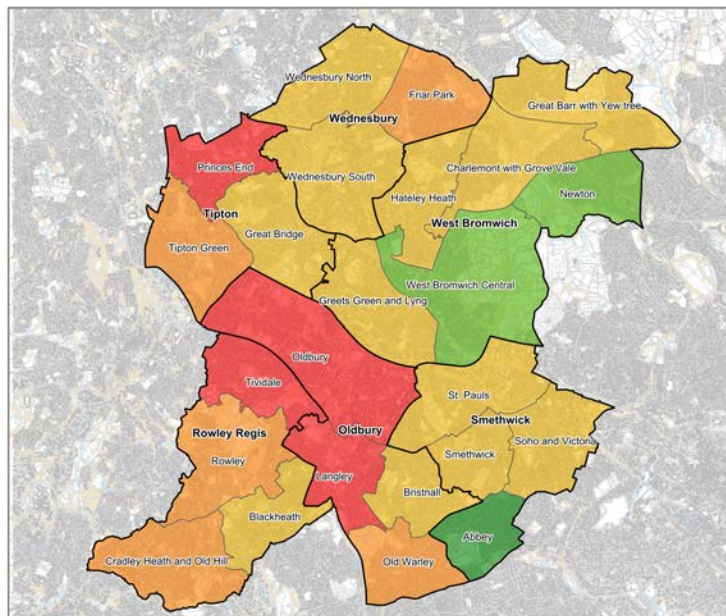 Wednesbury North
Friar Park
Great Barr with Yew tree
Wednesbury
Princes End
Charlemont with Grove Vale
Wednesbury South
Hateley Heath
Newton
Tipton
West Bromwich
Great Bridge
Tipton Green
West Bromwich Central
Greets Green and Lyng
Oldbury
Tividale
St. Pauls
Smethwick
Rowley Regis
Oldbury
Soho and Victoria
Smethwick
Rowley
Langley
Bristnall
Blackheath
Abbey
Cradley Heath and Old Hill
Old Warley